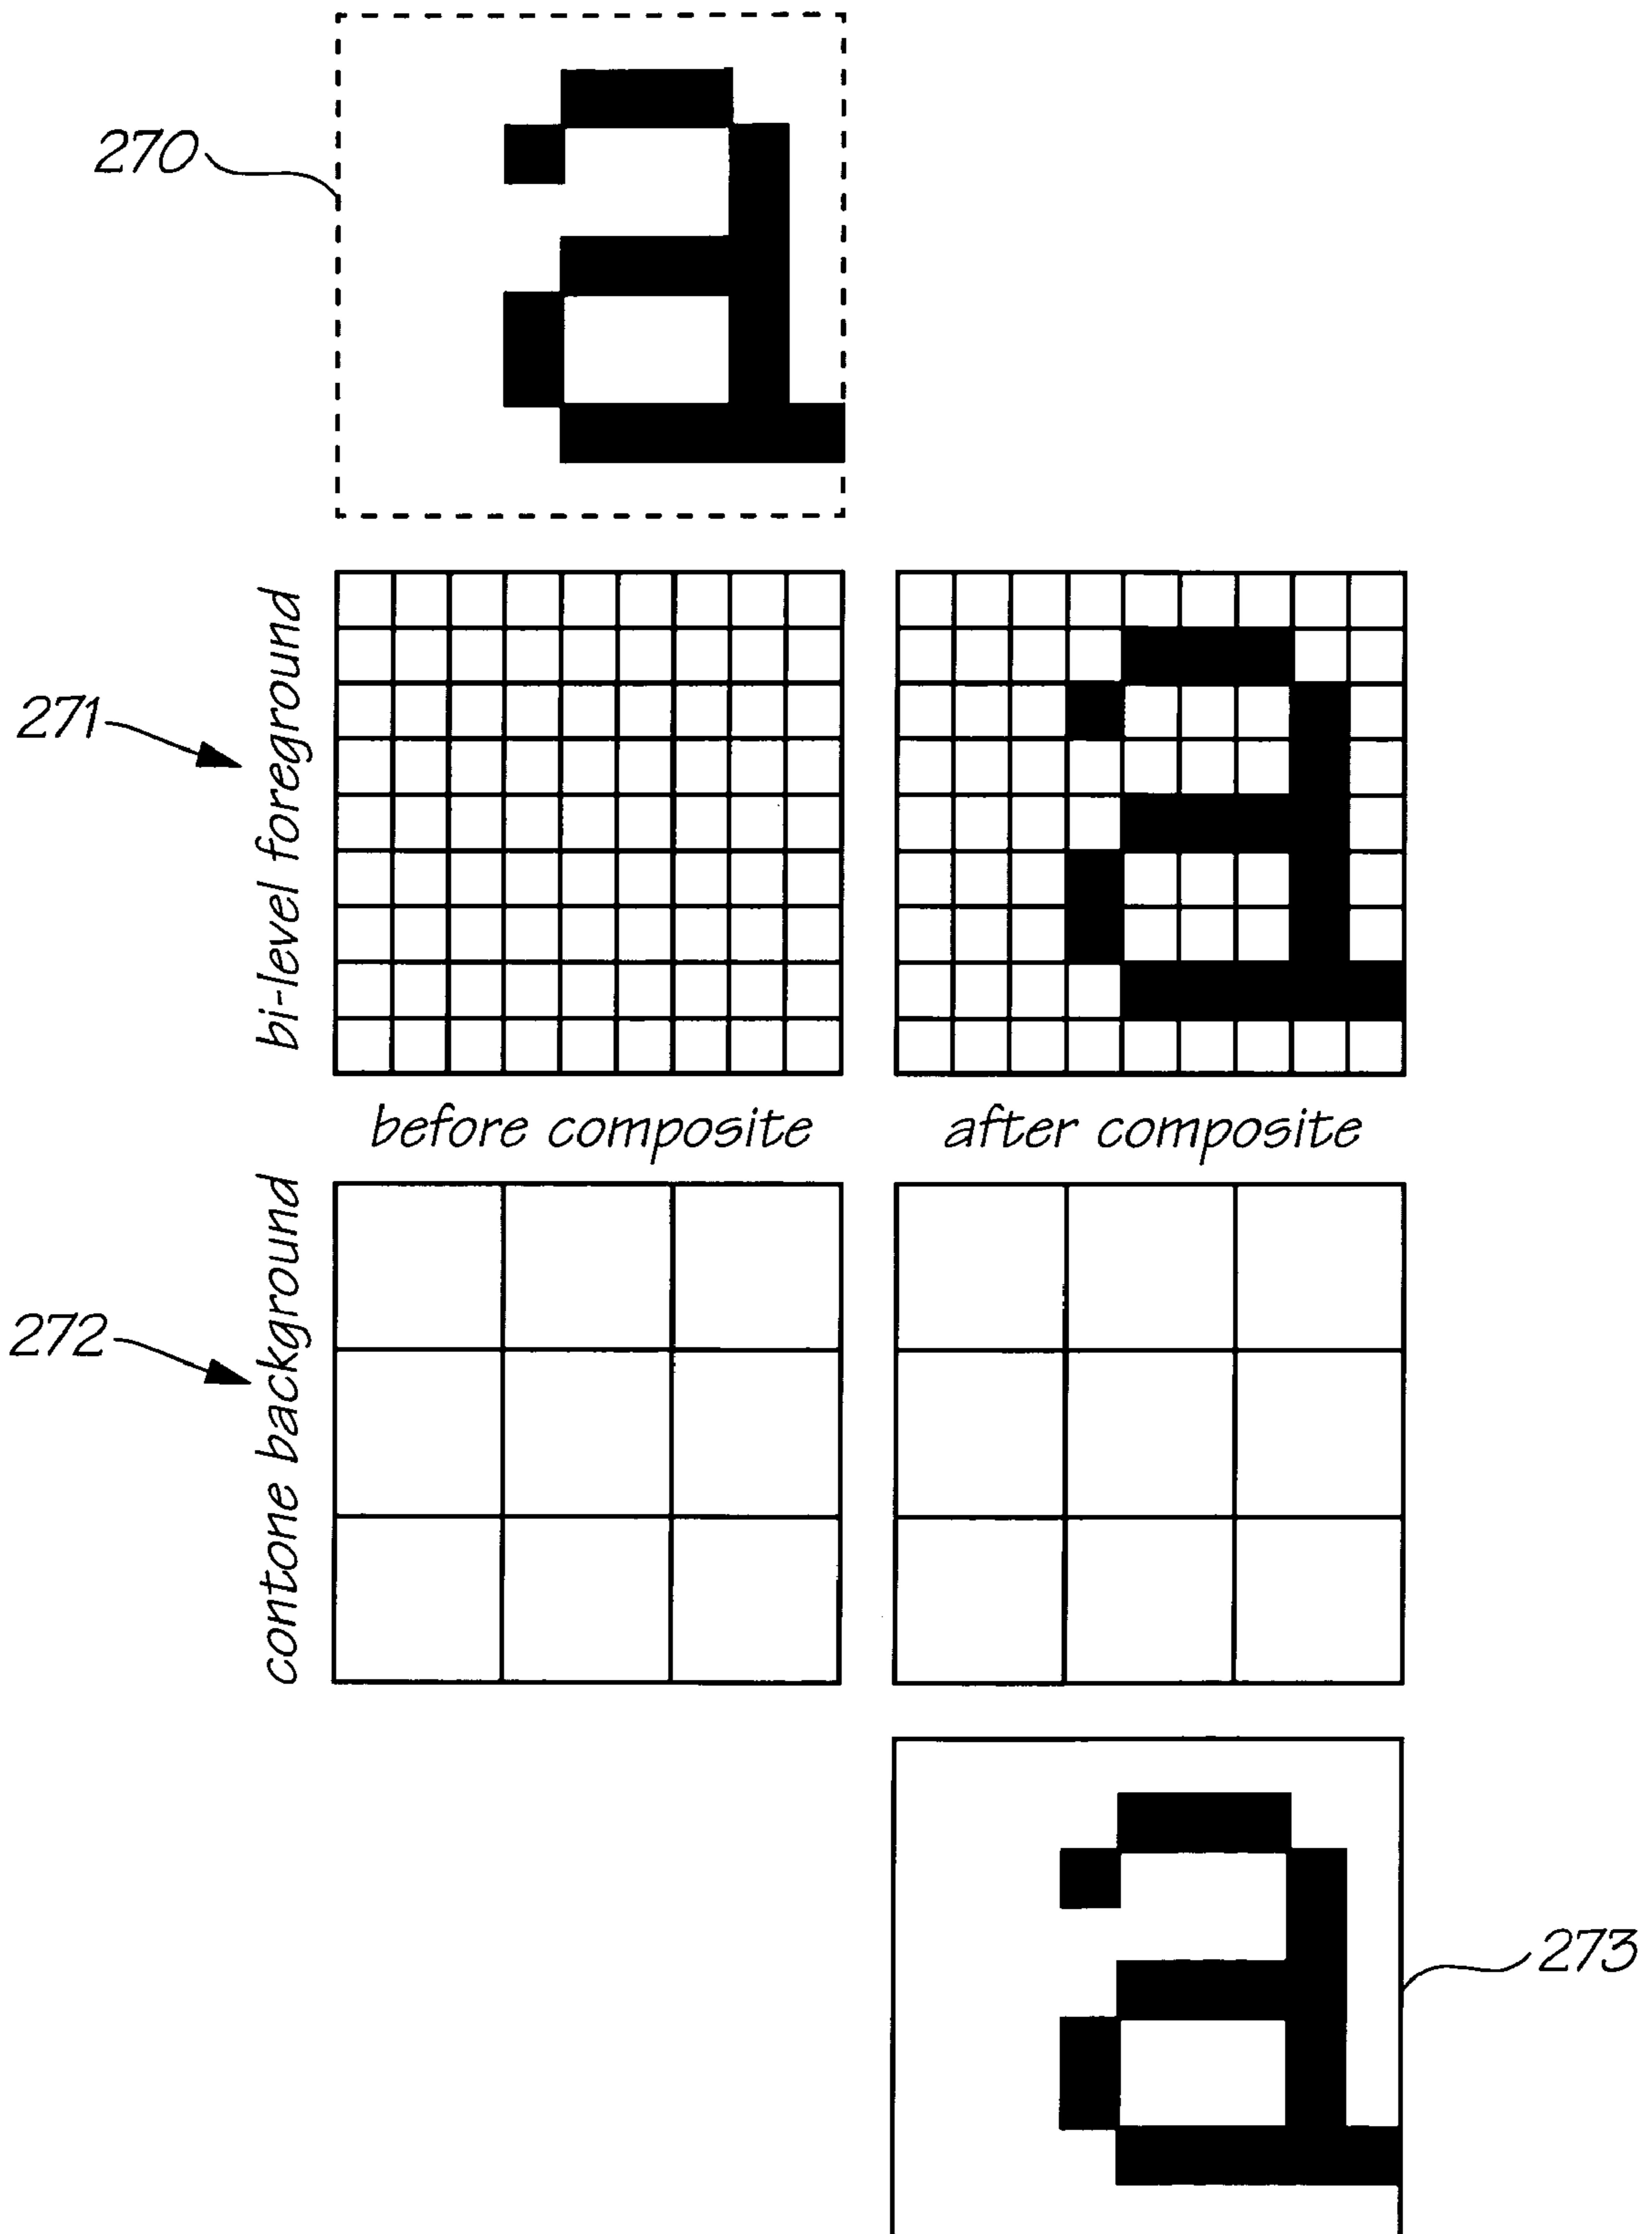 270
a
bi-level foreground
271
a
before composite
after composite
contone background
272
a
273